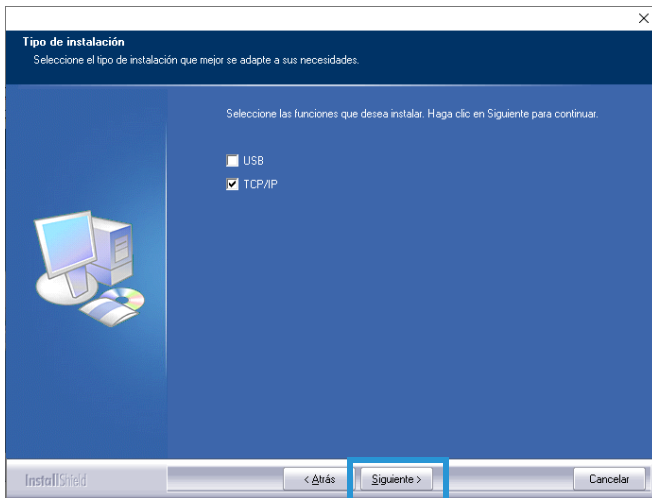 Tipo de instalación
Seleccione el tipo de instalación que mejor se adapte a sus necesidades.
Seleccione las funciones que desea instalar. Haga clic en Siguiente para continuar.
USB
TCP/IP
InstallShield
< Atrás
Siguiente >
Cancelar